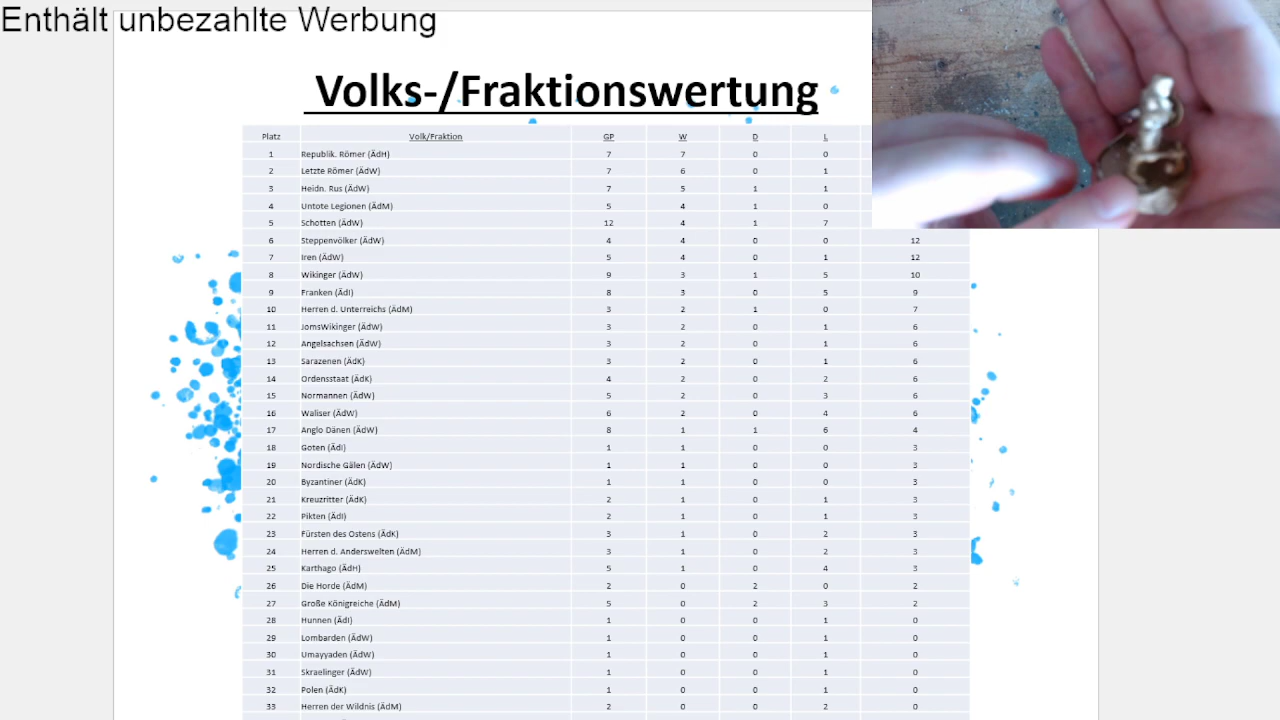 Enthält unbezahlte Werbung
Volks-/Fraktionswertung
Platz Volk/Fraktion GP W D L
1 Republik. Römer (ÄdH) 7 7 0 0
2 Letzte Römer (ÄdW) 7 6 0 1
3 Heidn. Rus (ÄdW) 7 5 1 1
4 Untote Legionen (ÄdM) 5 4 1 0
5 Schotten (ÄdW) 12 4 1 7
6 Steppenvölker (ÄdW) 4 4 0 0 12
7 Iren (ÄdW) 5 4 0 1 12
8 Wikinger (ÄdW) 9 3 1 5 10
9 Franken (ÄdI) 8 3 0 5 9
10 Herren d. Unterreichs (ÄdM) 3 2 1 0 7
11 JomsWikinger (ÄdW) 3 2 0 1 6
12 Angelsachsen (ÄdW) 3 2 0 1 6
13 Sarazenen (ÄdK) 3 2 0 1 6
14 Ordensstaat (ÄdK) 4 2 0 2 6
15 Normannen (ÄdW) 5 2 0 3 6
16 Waliser (ÄdW) 6 2 0 4 6
17 Anglo Dänen (ÄdW) 8 1 1 6 4
18 Goten (ÄdI) 1 1 0 0 3
19 Nordische Gälen (ÄdW) 1 1 0 0 3
20 Byzantiner (ÄdK) 1 1 0 0 3
21 Kreuzritter (ÄdK) 2 1 0 1 3
22 Pikten (ÄdI) 2 1 0 1 3
23 Fürsten des Ostens (ÄdK) 3 1 0 2 3
24 Herren d. Anderswelten (ÄdM) 3 1 0 2 3
25 Karthago (ÄdH) 5 1 0 4 3
26 Die Horde (ÄdM) 2 0 2 0 2
27 Große Königreiche (ÄdM) 5 0 2 3 2
28 Hunnen (ÄdI) 1 0 0 1 0
29 Lombarden (ÄdW) 1 0 0 1 0
30 Umayyaden (ÄdW) 1 0 0 1 0
31 Skraelinger (ÄdW) 1 0 0 1 0
32 Polen (ÄdK) 1 0 0 1 0
33 Herren der Wildnis (ÄdM) 2 0 0 2 0